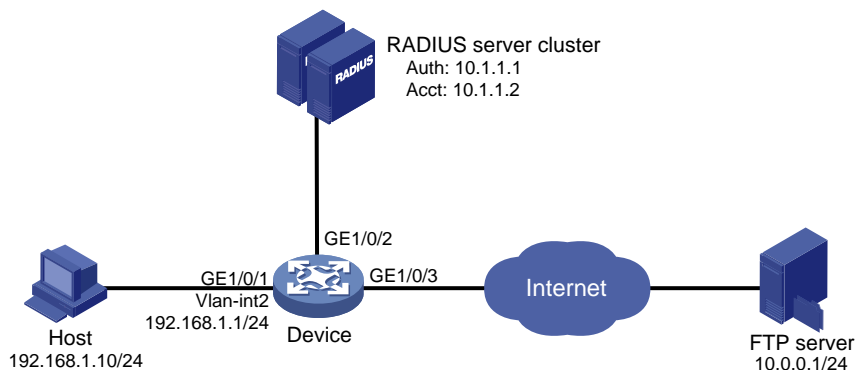 RADIUS server cluster
Auth: 10.1.1.1
Acct: 10.1.1.2
RADIUS
GE1/0/2
GE1/0/1
GE1/0/3
Vlan-int2
192.168.1.1/24
Internet
Host
192.168.1.10/24
Device
FTP server
10.0.0.1/24